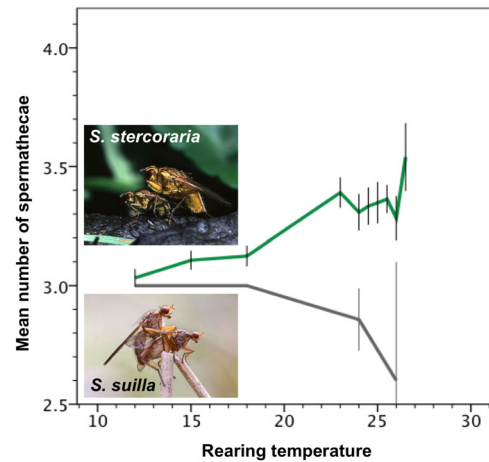 4.0
3.5
3.0
2.5
Mean number of spermathecae
S. stercoraria
S. suilla
10 15 20 25 30
Rearing temperature